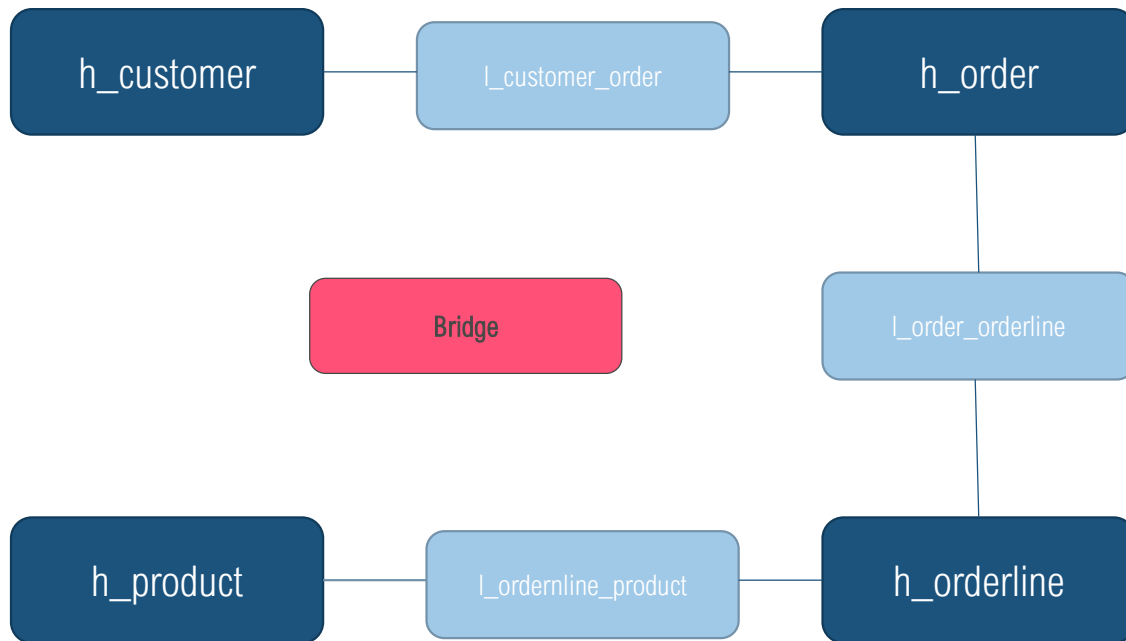 h_customer
l_customer_order
h_order
Bridge
l_order_orderline
h_product
l_ordernline_product
h_orderline